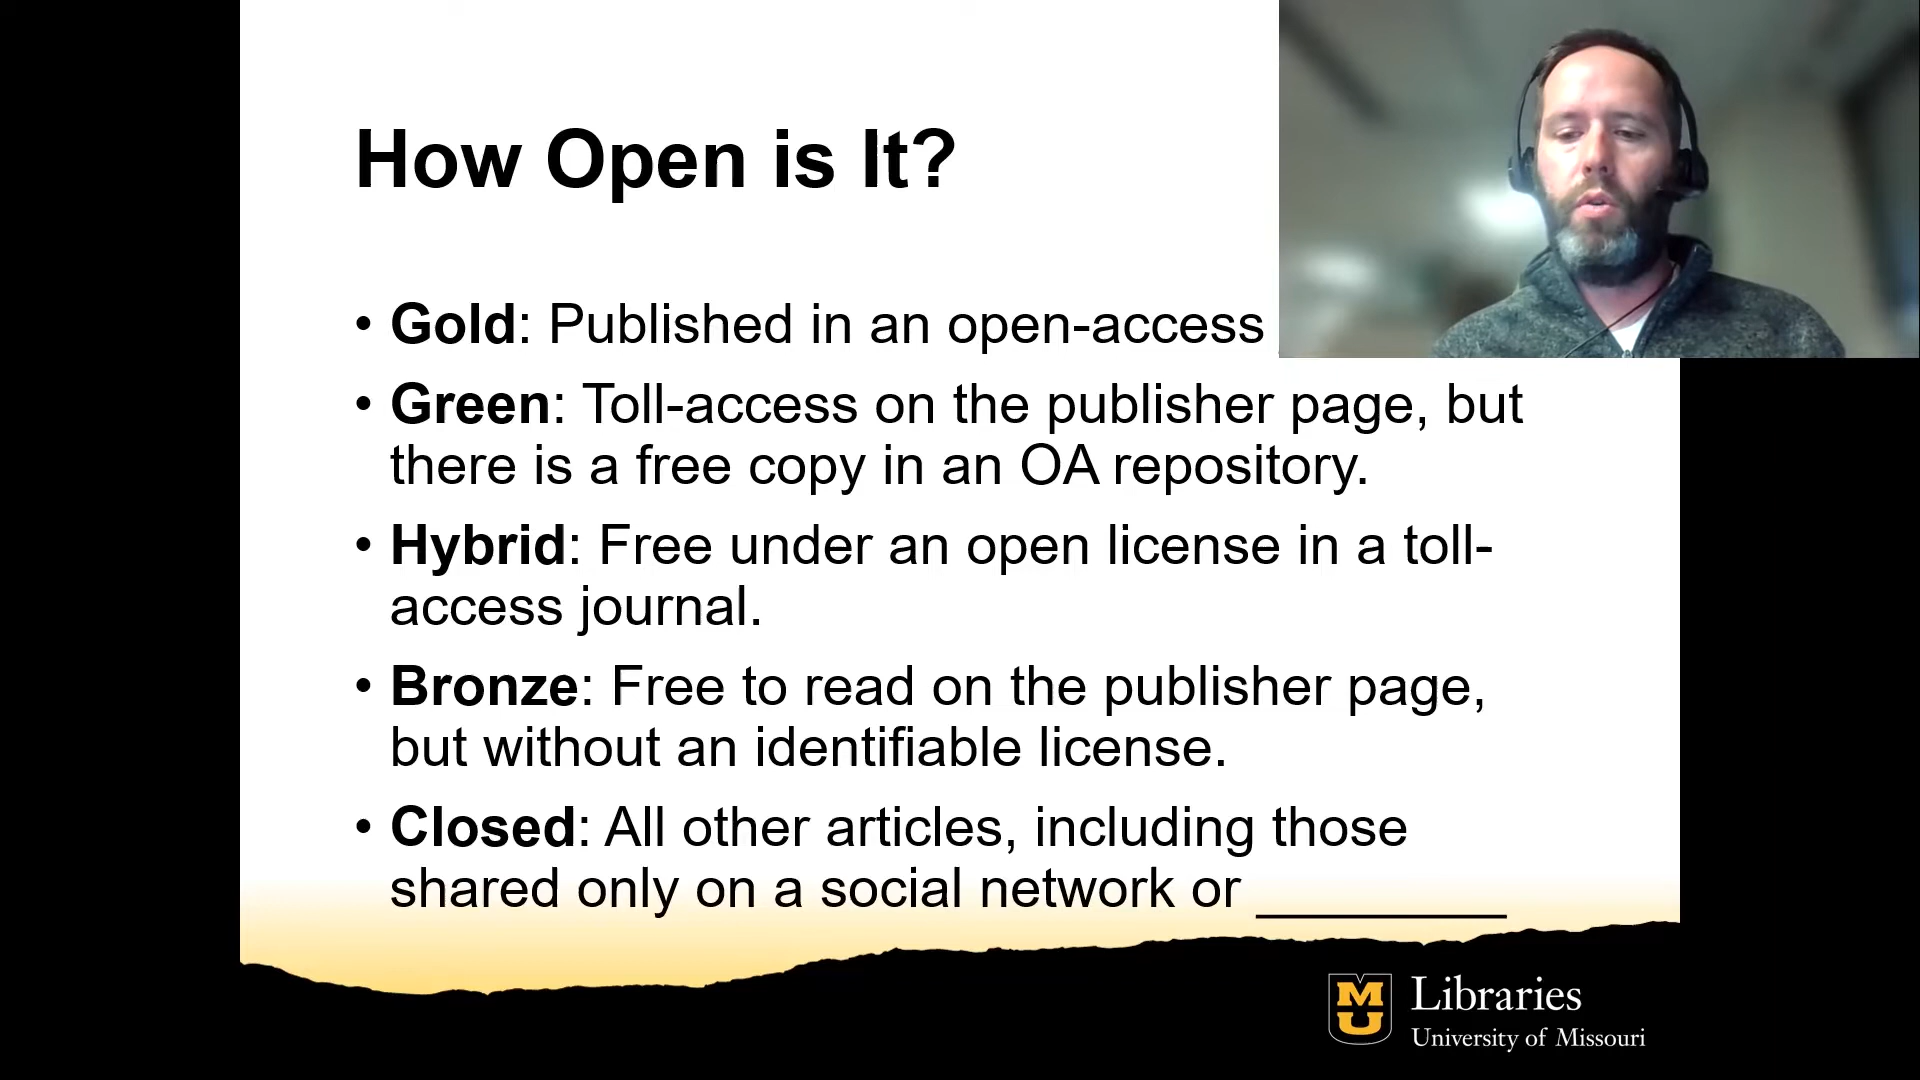 How Open is It?
• Gold: Published in an open-access
• Green: Toll-access on the publisher page, but
there is a free copy in an OA repository.
• Hybrid: Free under an open license in a toll-
access journal.
• Bronze: Free to read on the publisher page,
but without an identifiable license.
• Closed: All other articles, including those
shared only on a social network or _________
MU
Libraries
University of Missouri